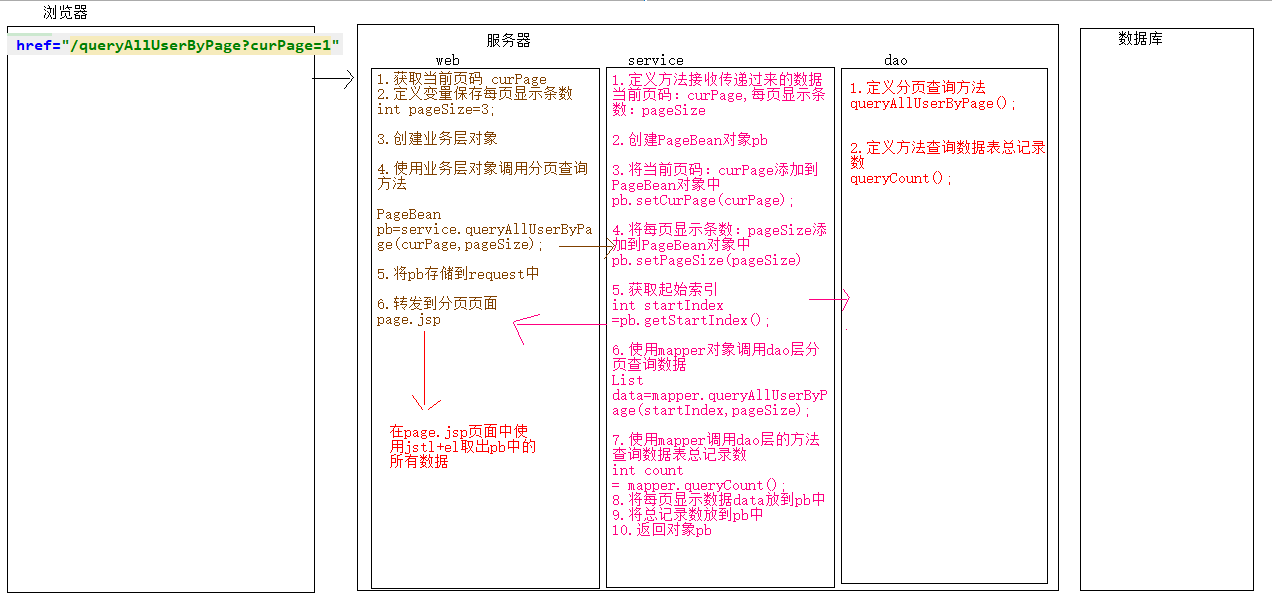 浏览器
href="/queryAllUserByPage?curPage=1"
服务器
web
1.获取当前页码 curPage
2.定义变量保存每页显示条数
int pageSize=3;
3.创建业务层对象
4.使用业务层对象调用分页查询
方法
PageBean
pb=service.queryAllUserByPa
ge(curPage,pageSize);
5.将pb存储到request中
6.转发到分页页面
page.jsp
在page.jsp页面中使
用jstl+el取出pb中的
所有数据
service
1.定义方法接收传递过来的数据
当前页码：curPage,每页显示条
数：pageSize
2.创建PageBean对象pb
3.将当前页码：curPage添加到
PageBean对象中
pb.setCurPage(curPage);
4.将每页显示条数：pageSize添
加到PageBean对象中
pb.setPageSize(pageSize)
5.获取起始索引
int startIndex
=pb.getStartIndex();
6.使用mapper对象调用dao层分
页查询数据
List
data=mapper.queryAllUserByP
age(startIndex,pageSize);
7.使用mapper调用dao层的方法
查询数据表总记录数
int count
= mapper.queryCount();
8.将每页显示数据data放到pb中
9.将总记录数放到pb中
10.返回对象pb
dao
1.定义分页查询方法
queryAllUserByPage();
2.定义方法查询数据表总记录
数
queryCount();
数据库